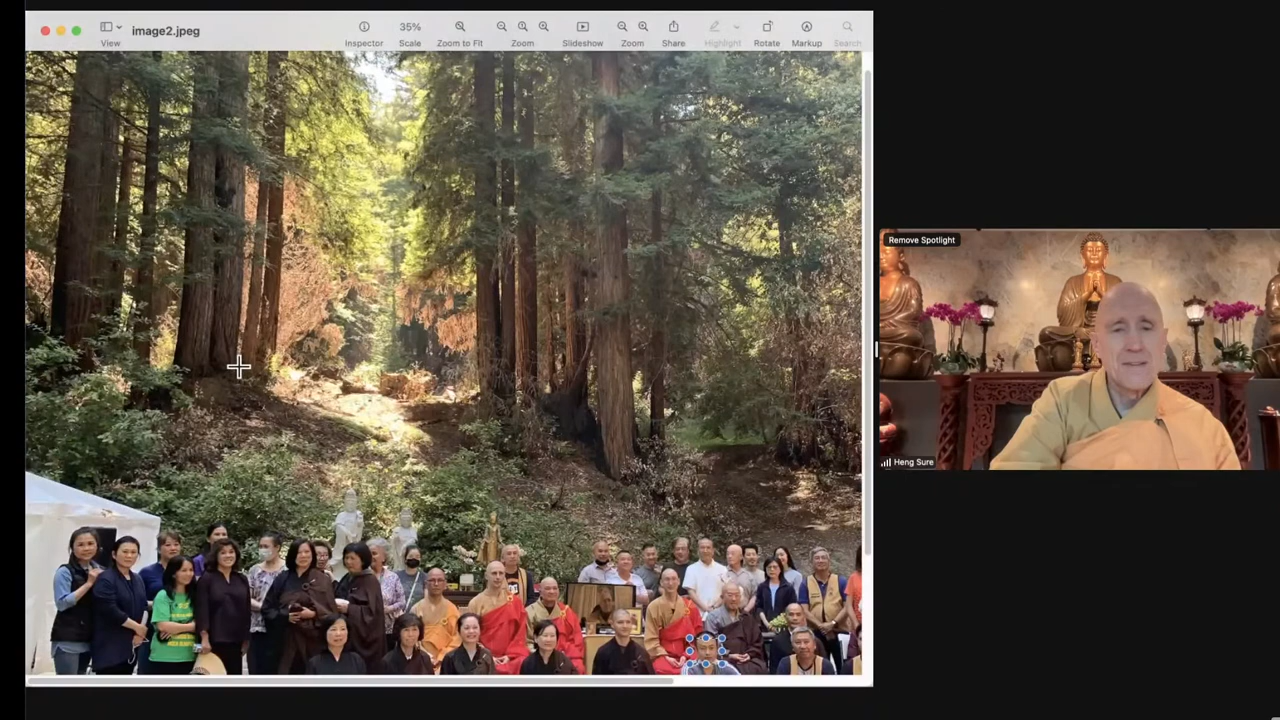 image2.jpeg
View
Inspector
35%
Scale
Zoom to Fit
Zoom
Slideshow
Zoom
Share
Highlight
Rotate
Markup
Search
Remove Spotlight
Heng Sure